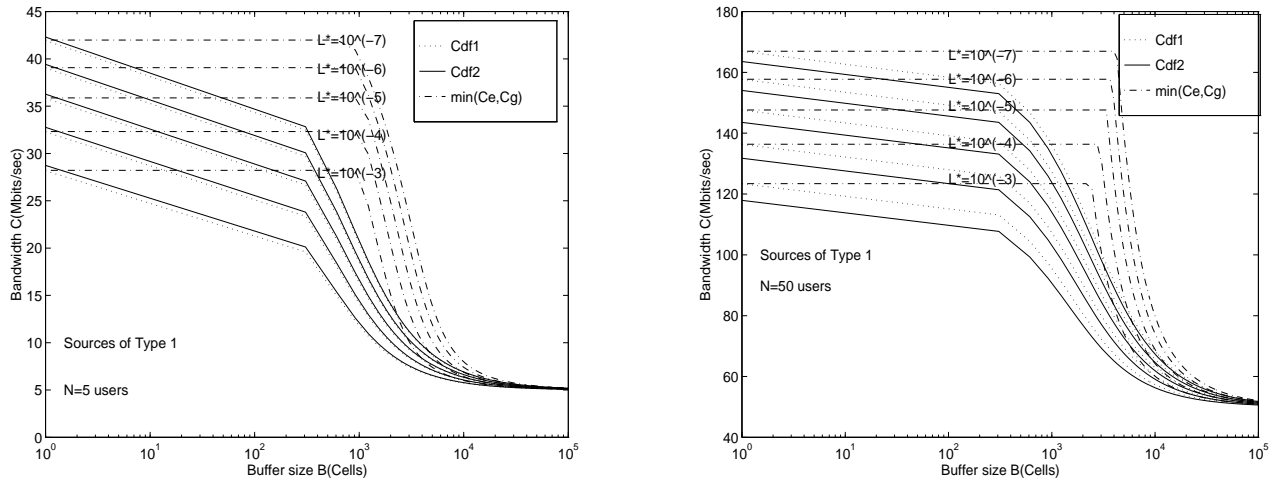 45
40
35
30
25
20
15
10
5
0
Bandwidth C(Mbits/sec)
L*=10^(−7)
L*=10^(−6)
L*=10^(−5)
L*=10^(−4)
L*=10^(−3)
Cdf1
Cdf2
min(Ce,Cg)
Sources of Type 1
N=5 users
10^0
10^1
10^2
10^3
10^4
10^5
Buffer size B(Cells)
180
160
140
120
100
80
60
40
Bandwidth C(Mbits/sec)
L*=10^(−7)
L*=10^(−6)
L*=10^(−5)
L*=10^(−4)
L*=10^(−3)
Cdf1
Cdf2
min(Ce,Cg)
Sources of Type 1
N=50 users
10^0
10^1
10^2
10^3
10^4
10^5
Buffer size B(Cells)